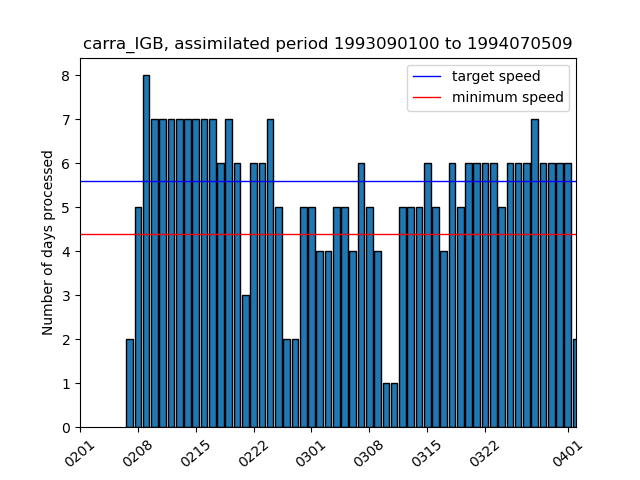 carra_IGB, assimilated period 1993090100 to 1994070509
target speed
minimum speed
Number of days processed
8
7
6
5
4
3
2
1
0
0201 0208 0215 0222 0301 0308 0315 0322 0401